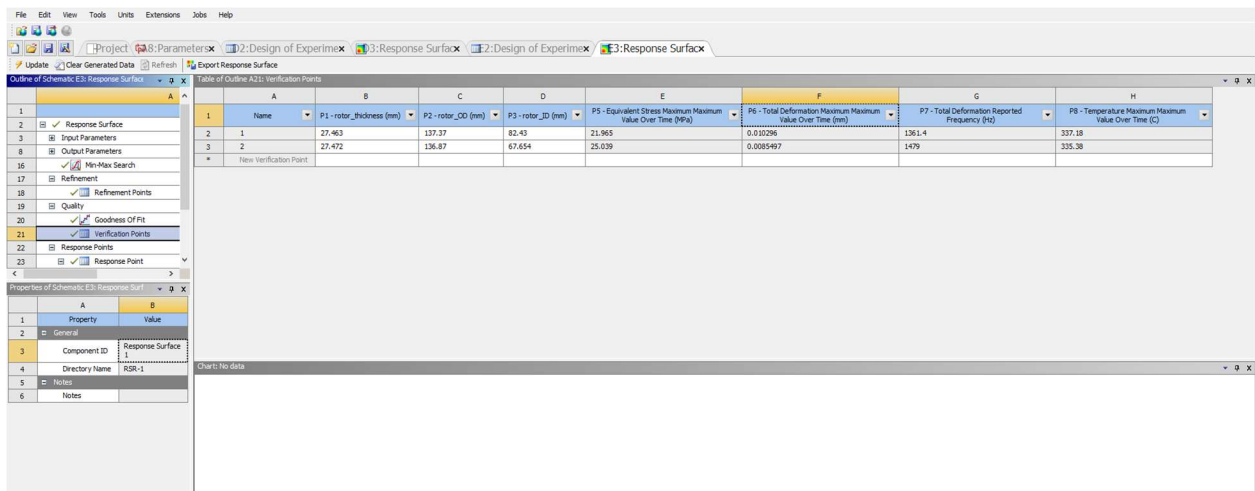 File Edit View Tools Units Extensions Jobs Help
Project A8:Parameters x D2:Design of Experimex D3:Response Surfacx E2:Design of Experimex E3:Response Surfacx
Update Clear Generated Data Refresh Export Response Surface
Outline of Schematic E3: Response Surface
A
1
2 Response Surface
3 Input Parameters
8 Output Parameters
16 Min-Max Search
17 Refinement
18 Refinement Points
19 Quality
20 Goodness Of Fit
21 Verification Points
22 Response Points
23 Response Point
Properties of Schematic E3: Response Surf
A B
1 Property Value
2 General
3 Component ID Response Surface 1
4 Directory Name RSR-1
5 Notes
6 Notes
Table of Outline A21: Verification Points
A B C D E F G H
1 Name P1 - rotor_thickness (mm) P2 - rotor_OD (mm) P3 - rotor_ID (mm) P5 - Equivalent Stress Maximum Maximum Value Over Time (MPa) P6 - Total Deformation Maximum Maximum Value Over Time (mm) P7 - Total Deformation Reported Frequency (Hz) P8 - Temperature Maximum Maximum Value Over Time (C)
2 1 27.463 137.37 82.43 21.965 0.010296 1361.4 337.18
3 2 27.472 136.87 67.654 25.039 0.0085497 1479 335.38
* New Verification Point
Chart: No data